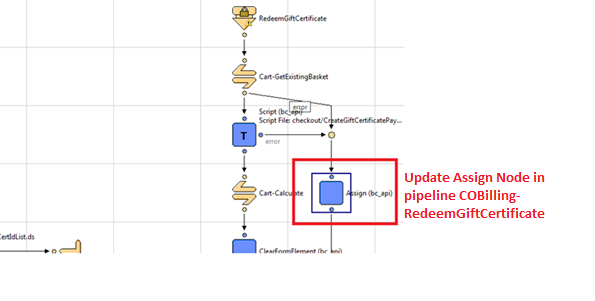 RedeemGiftCertificate
Cart-GetExistingBasket
error
Script (bc_api)
Script File: checkout/CreateGiftCertificatePay...
T
error
Update Assign Node in
pipeline COBilling-
RedeemGiftCertificate
Cart-Calculate
Assign (bc_api)
CertIdList.ds
ClearFormElement (bc_api)